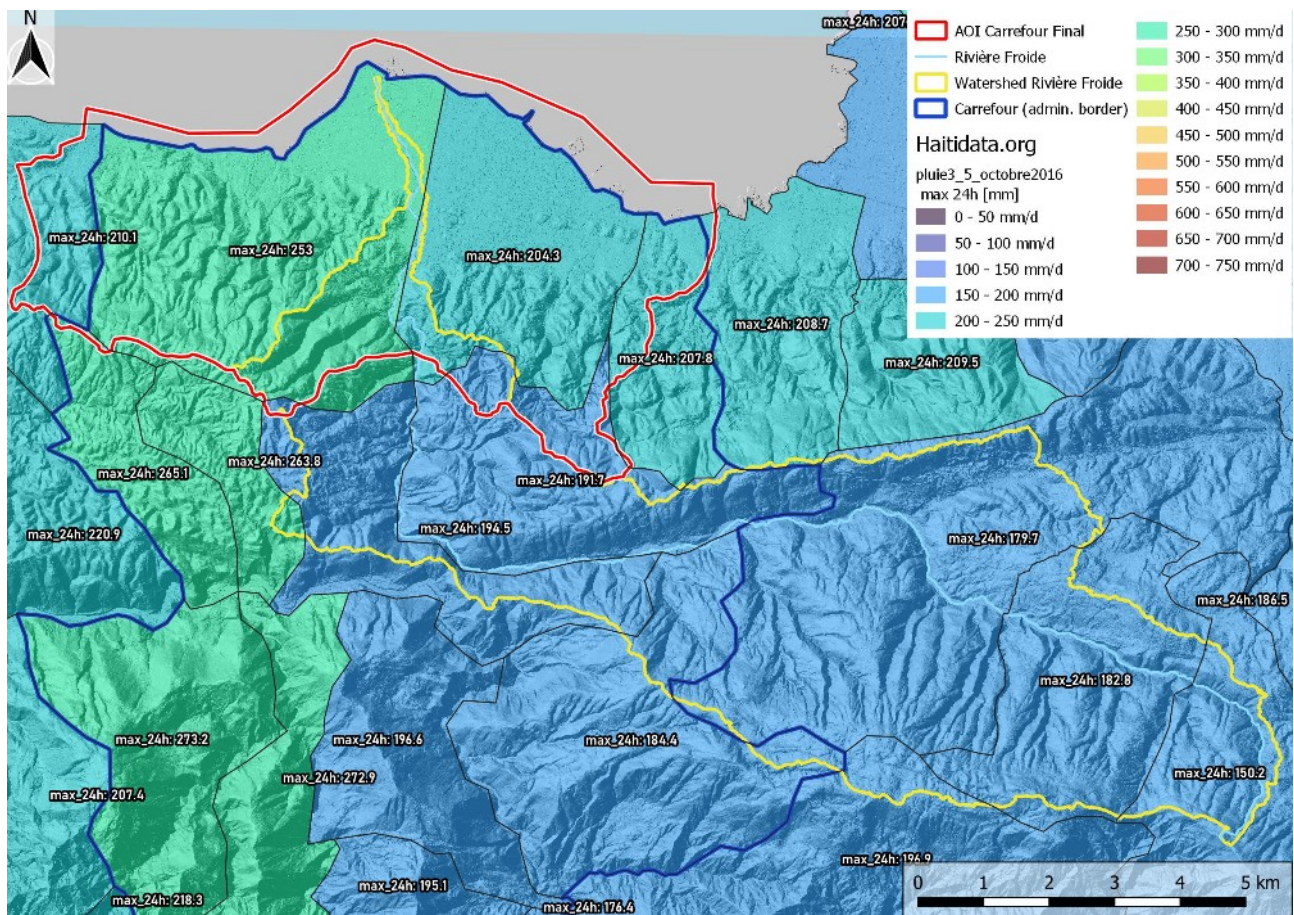 N
max_24h: 207
AOI Carrefour Final
Rivière Froide
Watershed Rivière Froide
Carrefour (admin. border)
Haitidata.org
pluie3_5_octobre2016
max 24h [mm]
0 - 50 mm/d
50 - 100 mm/d
100 - 150 mm/d
150 - 200 mm/d
200 - 250 mm/d
250 - 300 mm/d
300 - 350 mm/d
350 - 400 mm/d
400 - 450 mm/d
450 - 500 mm/d
500 - 550 mm/d
550 - 600 mm/d
600 - 650 mm/d
650 - 700 mm/d
700 - 750 mm/d
max_24h: 210.1
max_24h: 253
max_24h: 204.3
max_24h: 208.7
max_24h: 207.8
max_24h: 209.5
max_24h: 263.8
max_24h: 265.1
max_24h: 191.7
max_24h: 220.9
max_24h: 194.5
max_24h: 179.7
max_24h: 186.5
max_24h: 182.8
max_24h: 273.2
max_24h: 196.6
max_24h: 184.4
max_24h: 272.9
max_24h: 150.2
max_24h: 207.4
max_24h: 196.9
max_24h: 195.1
max_24h: 218.3
max_24h: 176.4
0 1 2 3 4 5 km